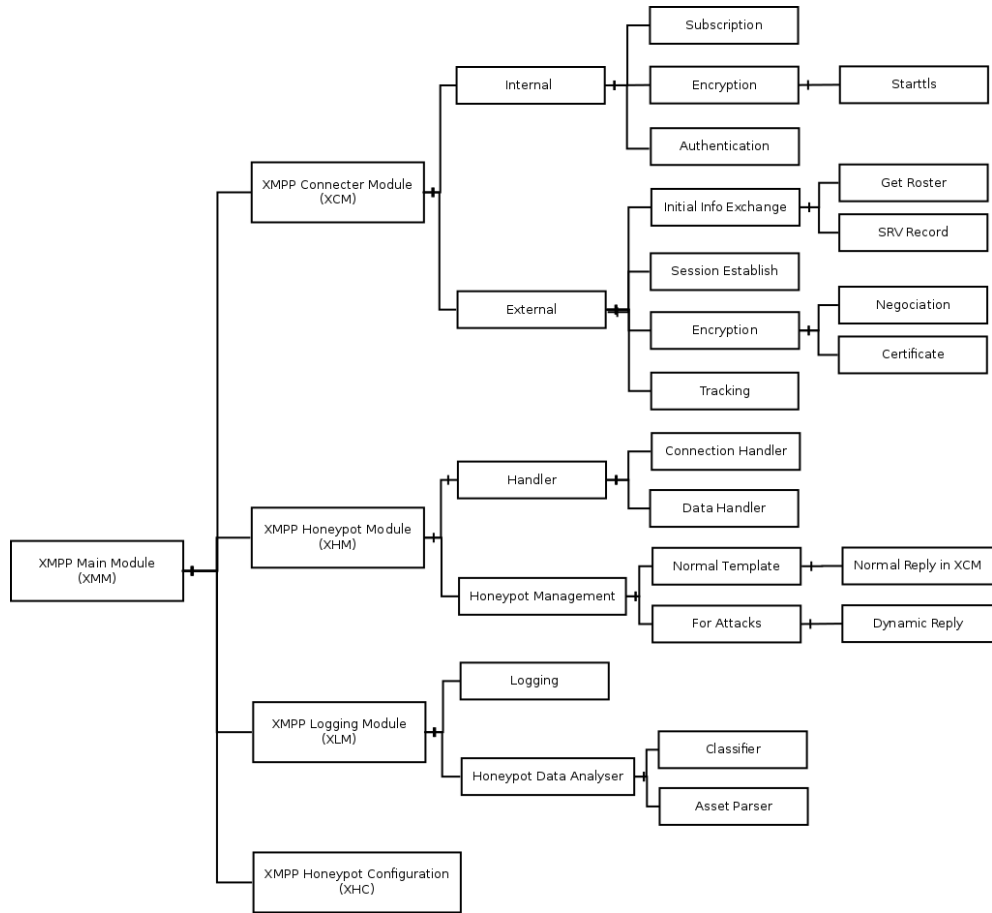 Subscription
Internal
Encryption
Starttls
Authentication
XMPP Connecter Module
(XCM)
Initial Info Exchange
Get Roster
SRV Record
Session Establish
External
Encryption
Negociation
Certificate
Tracking
Connection Handler
Handler
Data Handler
XMPP Honeypot Module
(XHM)
XMPP Main Module
(XMM)
Normal Template
Normal Reply in XCM
Honeypot Management
For Attacks
Dynamic Reply
Logging
XMPP Logging Module
(XLM)
Classifier
Honeypot Data Analyser
Asset Parser
XMPP Honeypot Configuration
(XHC)